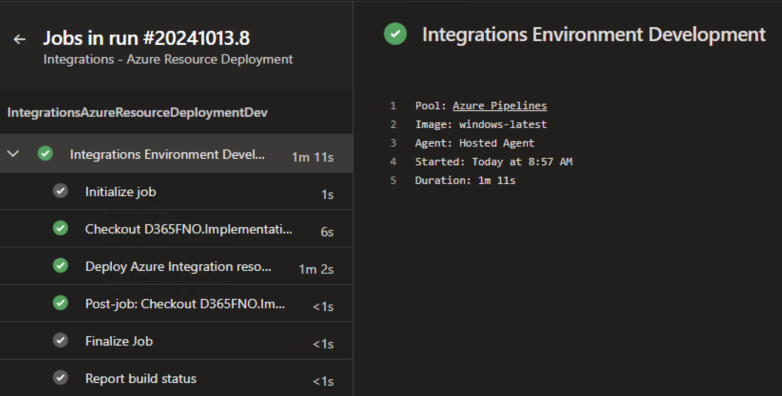 Jobs in run #20241013.8
Integrations - Azure Resource Deployment
IntegrationsAzureResourceDeploymentDev
Integrations Environment Devel... 1m 11s
Initialize job 1s
Checkout D365FNO.Implementati... 6s
Deploy Azure Integration reso... 1m 2s
Post-job: Checkout D365FNO.Im... <1s
Finalize Job <1s
Report build status <1s
Integrations Environment Development
1 Pool: Azure Pipelines
2 Image: windows-latest
3 Agent: Hosted Agent
4 Started: Today at 8:57 AM
5 Duration: 1m 11s